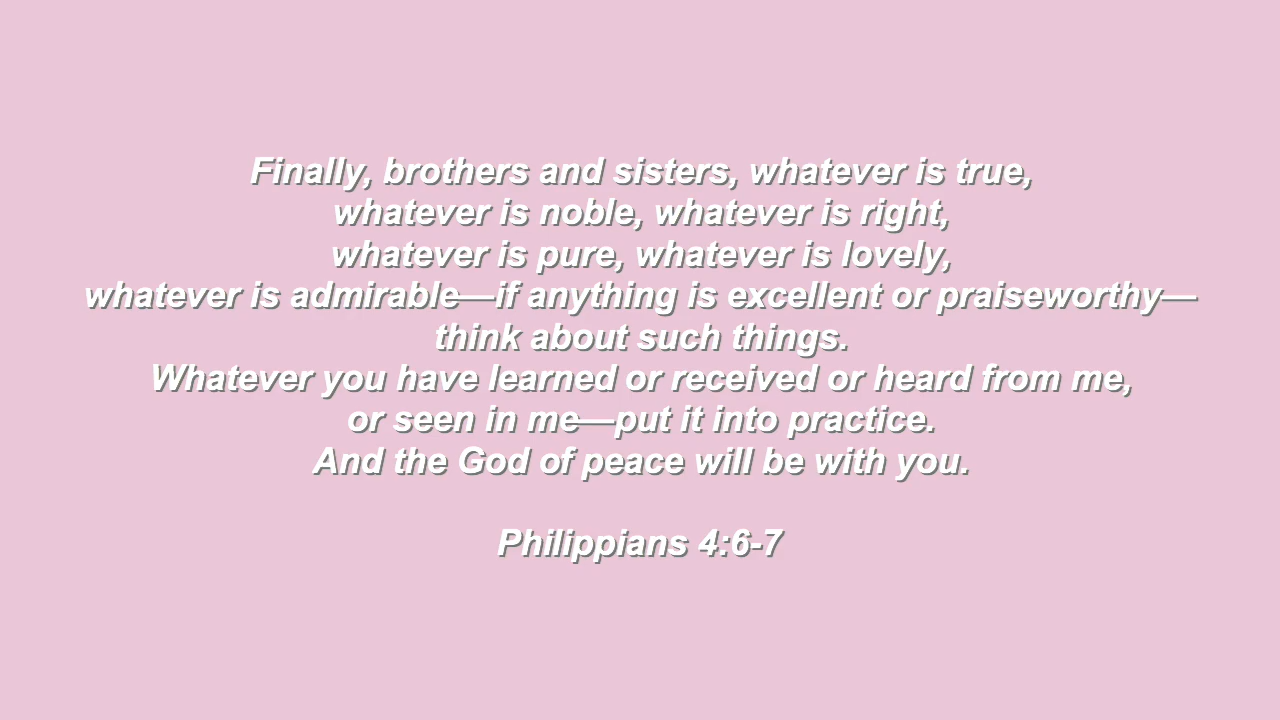 Finally, brothers and sisters, whatever is true,
whatever is noble, whatever is right,
whatever is pure, whatever is lovely,
whatever is admirable—if anything is excellent or praiseworthy—
think about such things.
Whatever you have learned or received or heard from me,
or seen in me—put it into practice.
And the God of peace will be with you.
Philippians 4:6-7